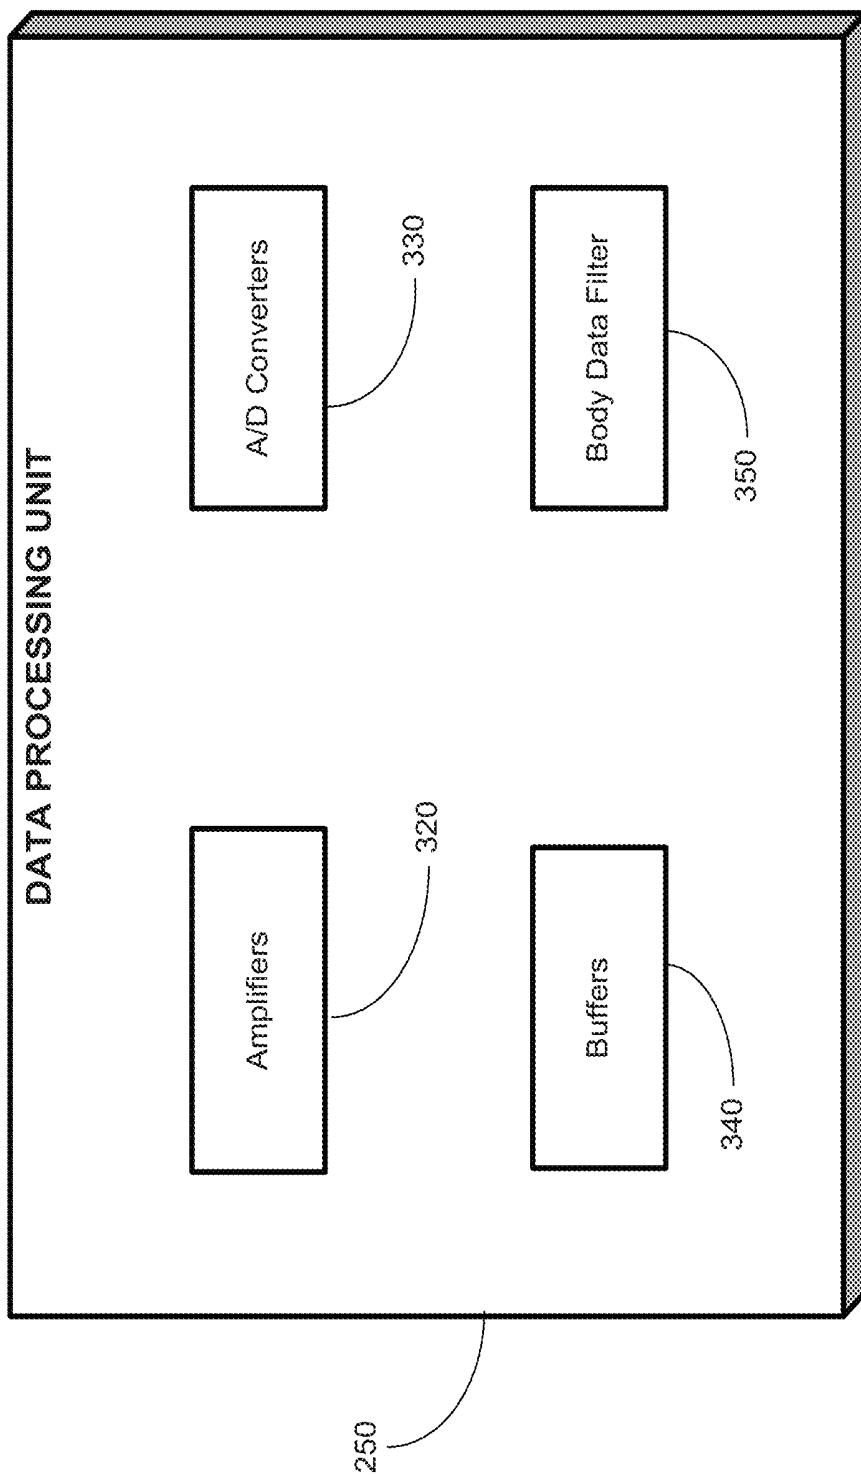 DATA PROCESSING UNIT
Amplifiers
320
A/D Converters
330
Buffers
340
Body Data Filter
350
250